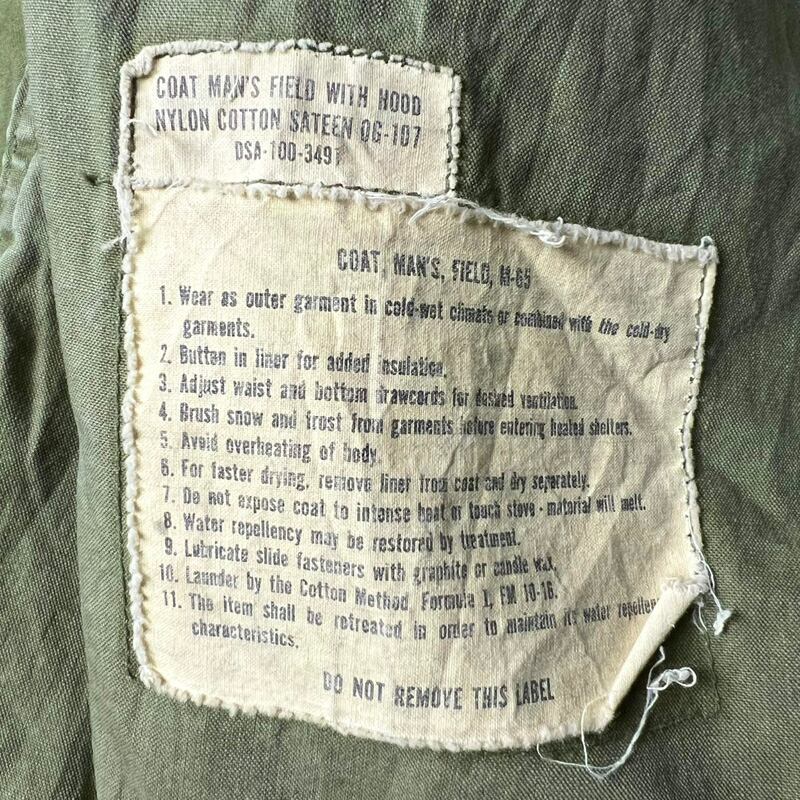 COAT MAN'S FIELD WITH HOOD
NYLON COTTON SATEEN OG-107
DSA-100-3491
COAT, MAN'S, FIELD, M-65
1. Wear as outer garment in cold-wet climate or combined with the cold-dry
garments.
2. Button in liner for added insulation.
3. Adjust waist and bottom drawcords for desired ventilation.
4. Brush snow and frost from garments before entering heated shelters.
5. Avoid overheating of body.
6. For faster drying, remove liner from coat and dry separately.
7. Do not expose coat to intense heat or touch stove - material will melt.
8. Water repellency may be restored by treatment.
9. Lubricate slide fasteners with graphite or candle wax.
10. Launder by the Cotton Method, Formula I, FM 10-16.
11. The item shall be retreated in order to maintain its water repellen
characteristics.
DO NOT REMOVE THIS LABEL